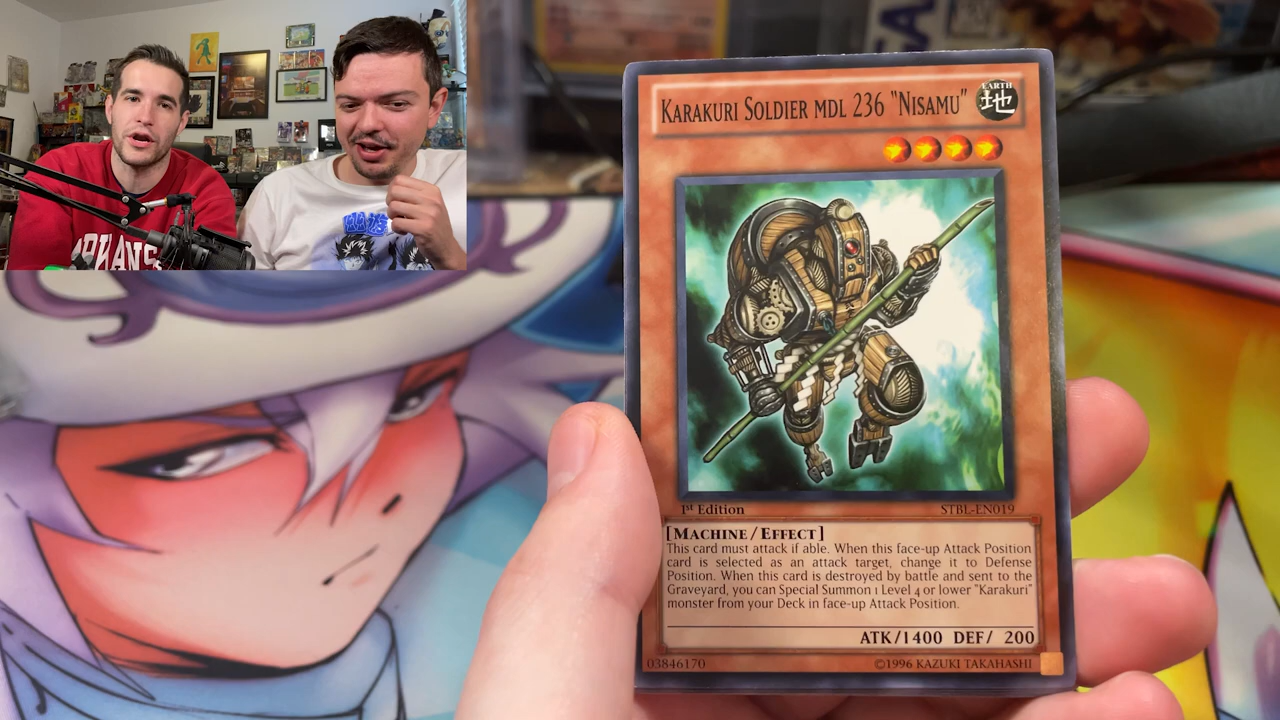 KARAKURI SOLDIER MDL 236 "NISAMU"
EARTH
地
1st Edition
STBL-EN019
[MACHINE/EFFECT]
This card must attack if able. When this face-up Attack Position
card is selected as an attack target, change it to Defense
Position. When this card is destroyed by battle and sent to the
Graveyard, you can Special Summon 1 Level 4 or lower "Karakuri"
monster from your Deck in face-up Attack Position.
ATK/1400 DEF/ 200
03846170
©1996 KAZUKI TAKAHASHI